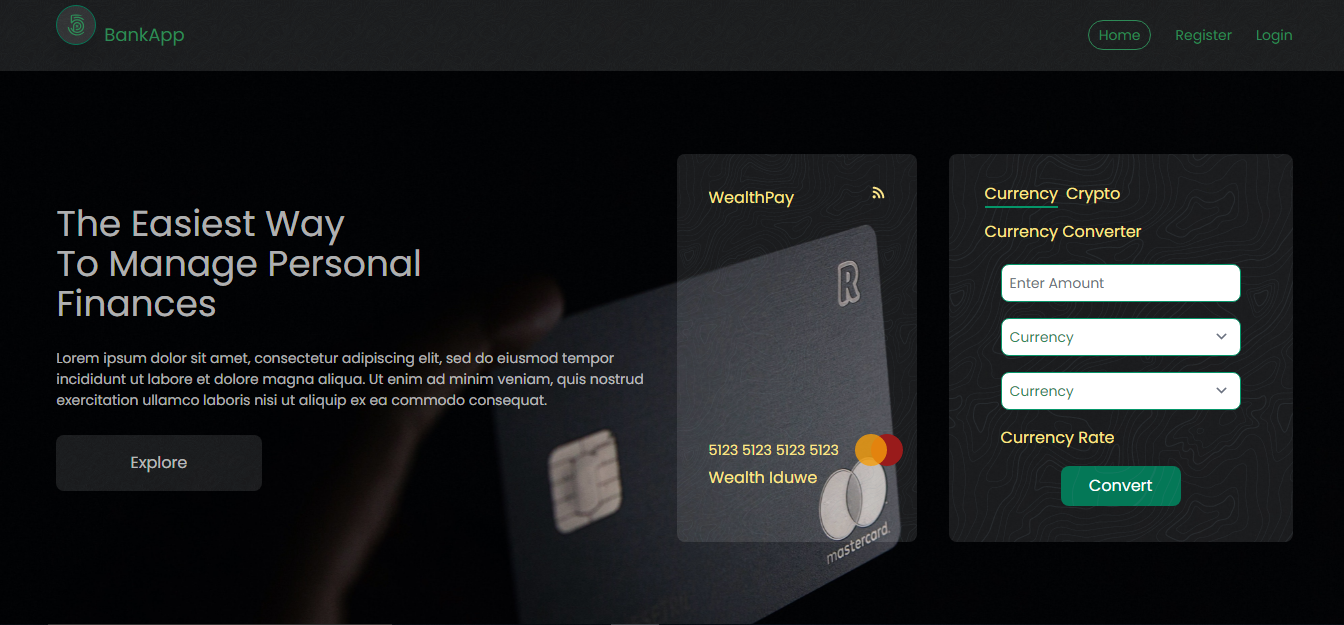 BankApp
Home
Register
Login
The Easiest Way
To Manage Personal
Finances
Lorem ipsum dolor sit amet, consectetur adipiscing elit, sed do eiusmod tempor
incididunt ut labore et dolore magna aliqua. Ut enim ad minim veniam, quis nostrud
exercitation ullamco laboris nisi ut aliquip ex ea commodo consequat.
Explore
WealthPay
R
5123 5123 5123 5123
Wealth Iduwe
mastercard.
Currency Crypto
Currency Converter
Enter Amount
Currency
Currency
Currency Rate
Convert